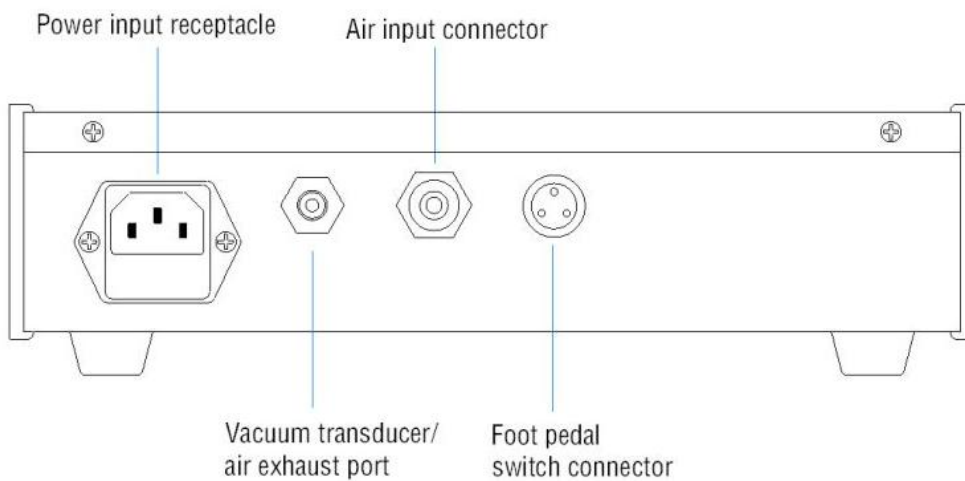 Power input receptacle
Air input connector
Vacuum transducer/
air exhaust port
Foot pedal
switch connector